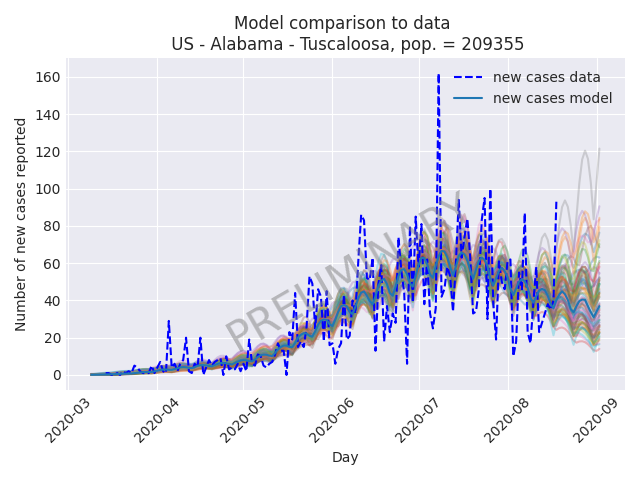 Model comparison to data
US - Alabama - Tuscaloosa, pop. = 209355
new cases data
new cases model
PRELIMINARY
Number of new cases reported
160
140
120
100
80
60
40
20
0
2020-03
2020-04
2020-05
2020-06
2020-07
2020-08
2020-09
Day